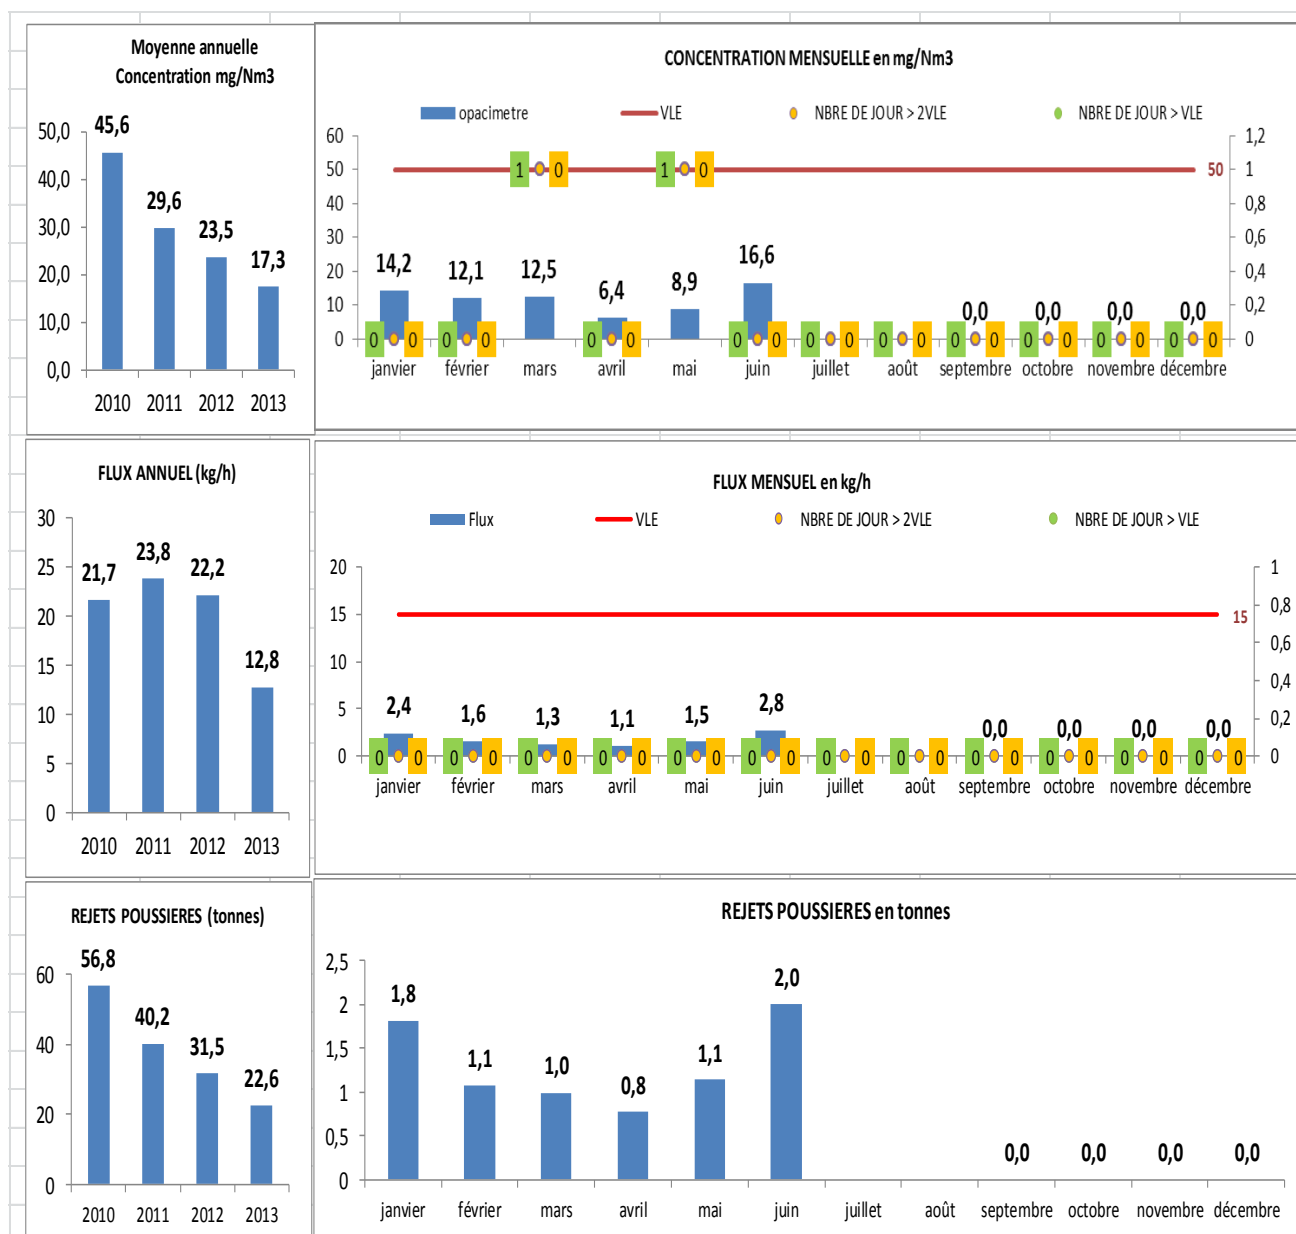 Moyenne annuelle
Concentration mg/Nm3
50,0
40,0
30,0
20,0
10,0
0,0
45,6
29,6
23,5
17,3
2010 2011 2012 2013
CONCENTRATION MENSUELLE en mg/Nm3
opacimetre VLE NBRE DE JOUR > 2VLE NBRE DE JOUR > VLE
60
50
40
30
20
10
0
1,2
1
0,8
0,6
0,4
0,2
0
1 0 1 0 50
14,2 12,1 12,5 6,4 8,9 16,6 0,0 0,0 0,0 0,0
0 0 0 0 0 0 0 0 0 0 0 0 0 0 0 0 0 0 0 0
janvier février mars avril mai juin juillet août septembre octobre novembre décembre
FLUX ANNUEL (kg/h)
30
25
20
15
10
5
0
21,7
23,8
22,2
12,8
2010 2011 2012 2013
FLUX MENSUEL en kg/h
Flux VLE NBRE DE JOUR > 2VLE NBRE DE JOUR > VLE
20
15
10
5
0
1
0,8
0,6
0,4
0,2
0
15
2,4 1,6 1,3 1,1 1,5 2,8 0,0 0,0 0,0 0,0
0 0 0 0 0 0 0 0 0 0 0 0 0 0 0 0 0 0 0 0 0 0 0 0
janvier février mars avril mai juin juillet août septembre octobre novembre décembre
REJETS POUSSIERES (tonnes)
60
40
20
0
56,8
40,2
31,5
22,6
2010 2011 2012 2013
REJETS POUSSIERES en tonnes
2,5
2
1,5
1
0,5
0
1,8 1,1 1,0 0,8 1,1 2,0 0,0 0,0 0,0 0,0
janvier février mars avril mai juin juillet août septembre octobre novembre décembre